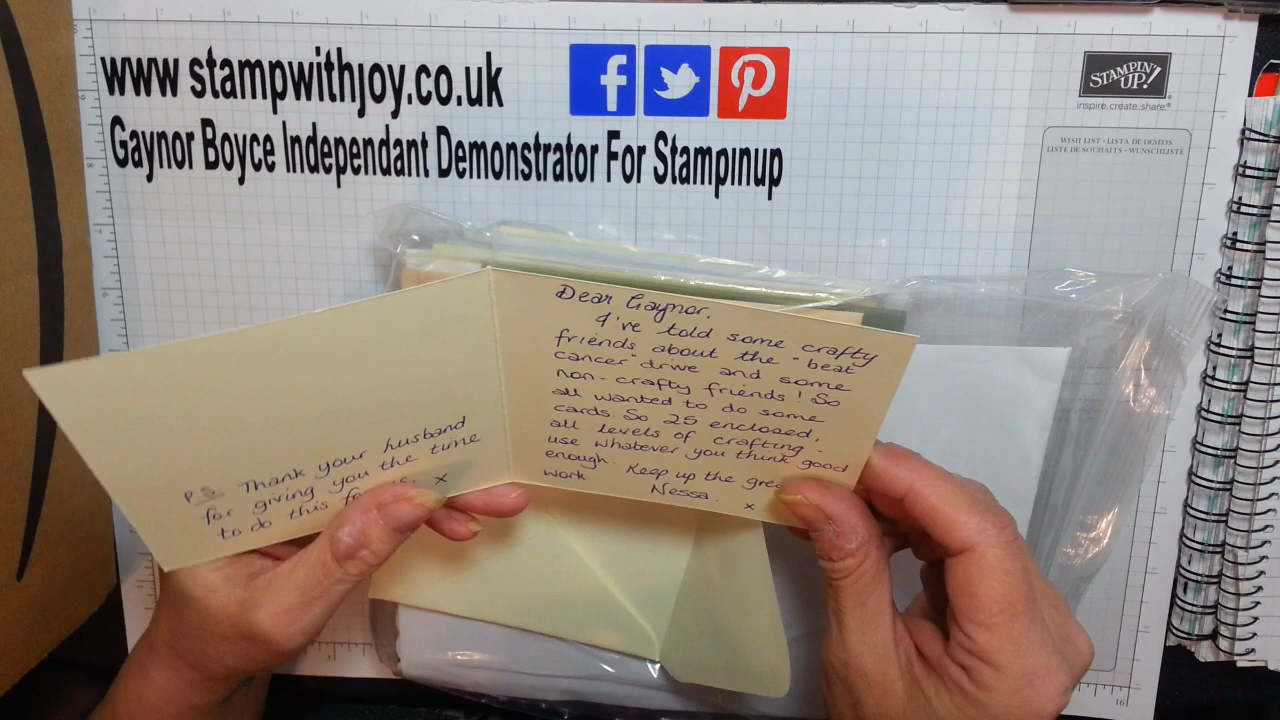 www stampwithjoy.co.uk
Gaynor Boyce Independant Demonstrator For Stampinup
STAMPIN' UP!
inspire.create.share.
WISH LIST • LISTA DE DESEOS
LISTE DE SOUHAITS • WUNSCHLISTE
P.S. Thank your husband
for giving you the time
to do this x
Dear Gaynor,
I've told some crafty
friends about the "beat
cancer" drive and some
non-crafty friends! So
all wanted to do some
cards. So 25 enclosed,
all levels of crafting -
use whatever you think good
enough. Keep up the
work
Nessa.
x